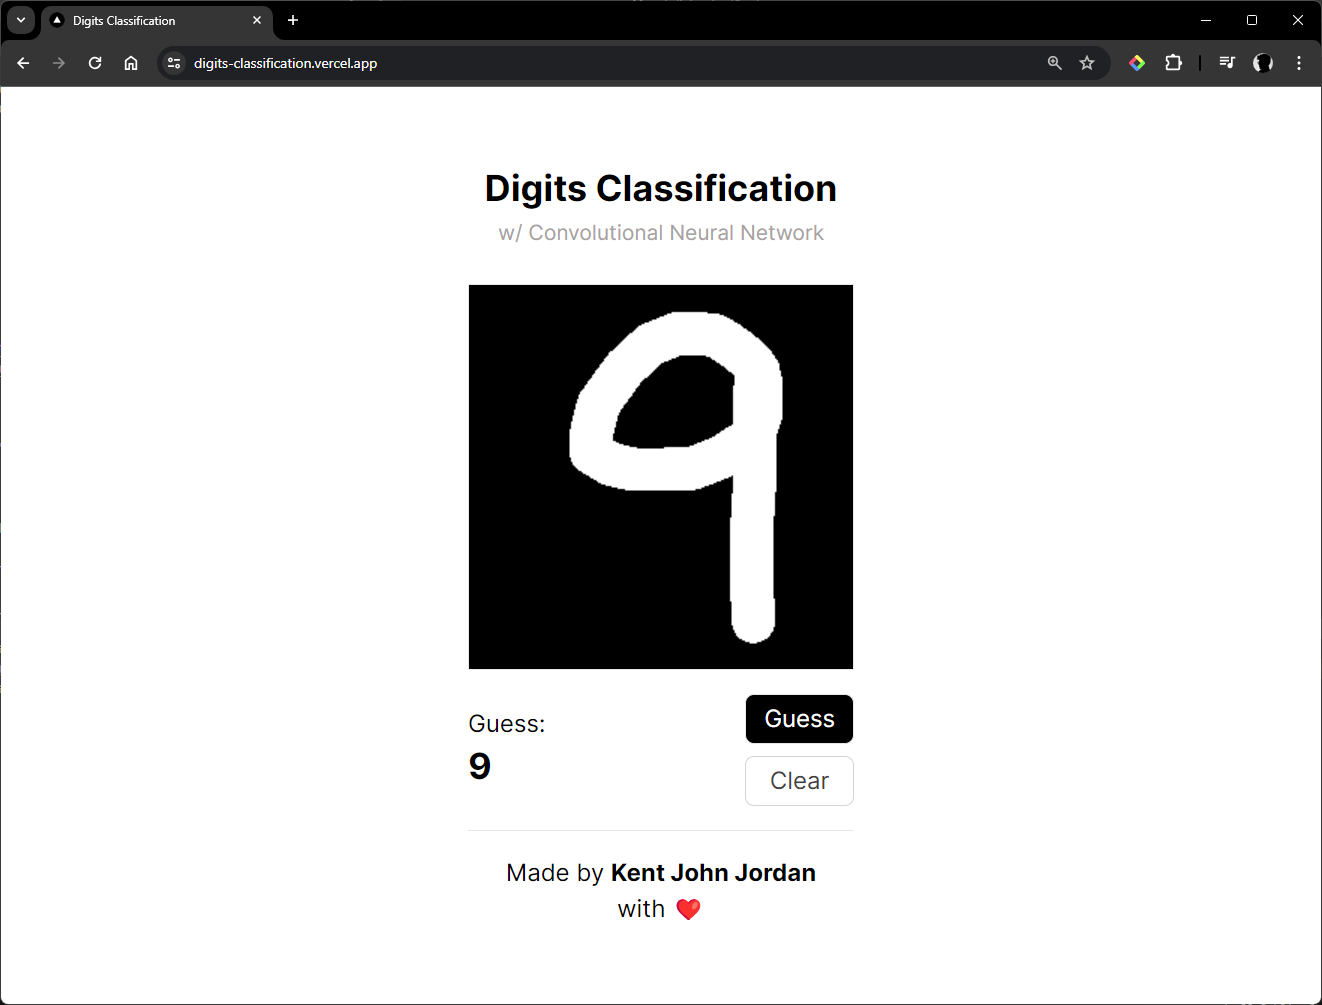 Digits Classification
digits-classification.vercel.app
Digits Classification
w/ Convolutional Neural Network
9
Guess:
Guess
9
Clear
Made by Kent John Jordan
with ❤️